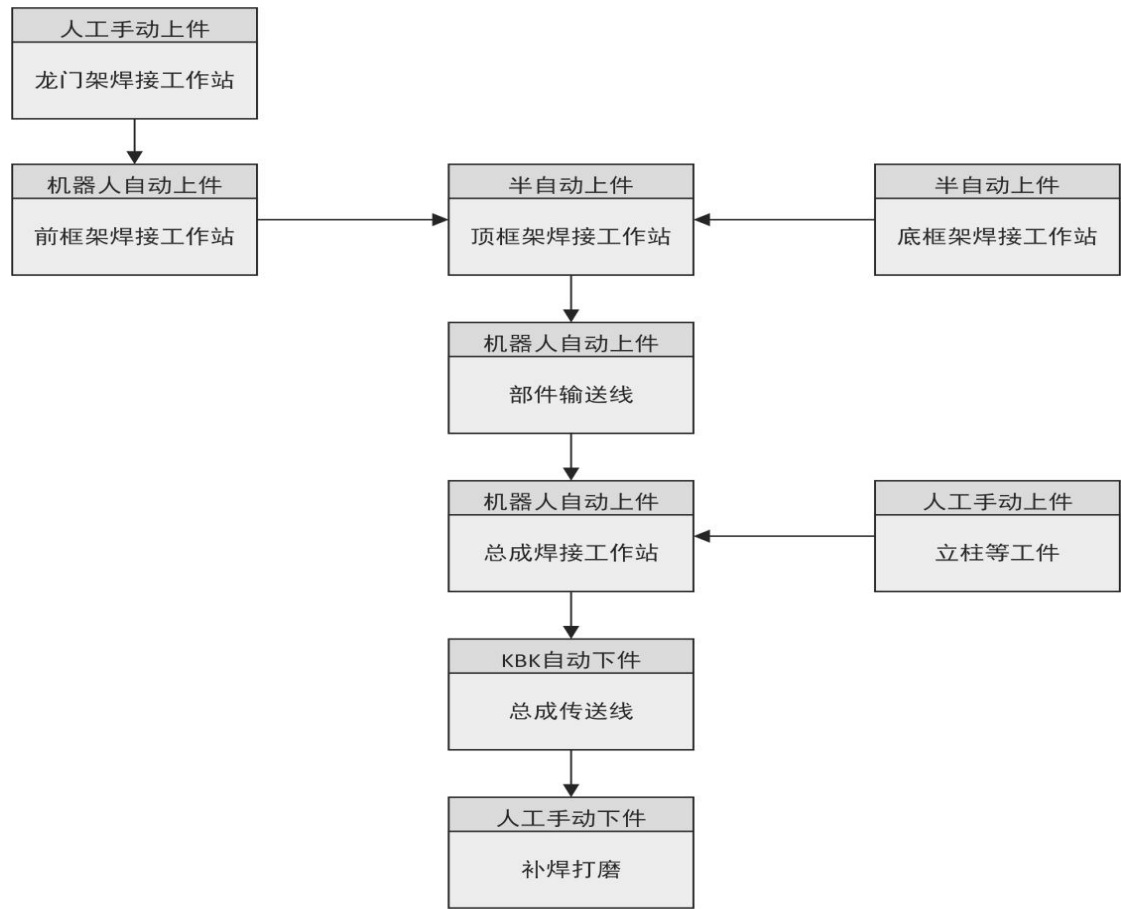 人工手动上件
龙门架焊接工作站
机器人自动上件
前框架焊接工作站
半自动上件
顶框架焊接工作站
半自动上件
底框架焊接工作站
机器人自动上件
部件输送线
机器人自动上件
总成焊接工作站
人工手动上件
立柱等工件
KBK自动下件
总成传送线
人工手动下件
补焊打磨